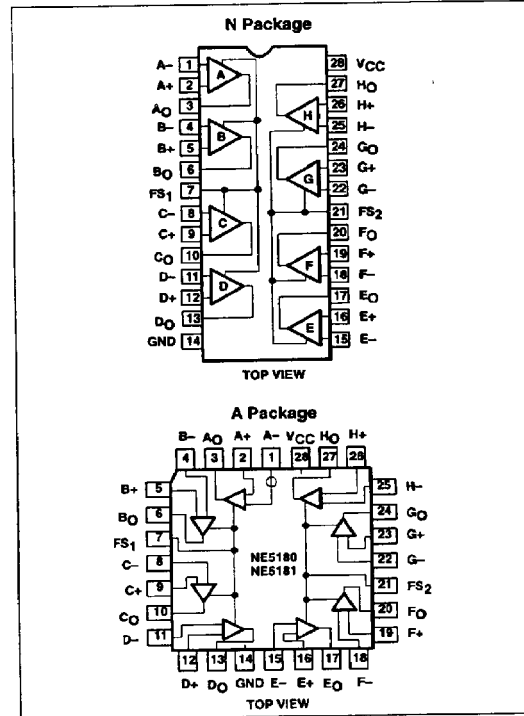 N Package
A– 1 28 VCC
A+ 2 27 HO
AO 3 26 H+
B– 4 25 H–
B+ 5 24 GO
BO 6 23 G+
FS1 7 22 G–
C– 8 21 FS2
C+ 9 20 FO
CO 10 19 F+
D– 11 18 F–
D+ 12 17 EO
DO 13 16 E+
GND 14 15 E–
A B C D
H G F E
TOP VIEW
A Package
B– AO A+ A– VCC HO H+
4 3 2 1 28 27 26
B+ 5 25 H–
BO 6 24 GO
FS1 7 23 G+
C– 8 22 G–
C+ 9 21 FS2
CO 10 20 FO
D– 11 19 F+
NE5180
NE5181
12 13 14 15 16 17 18
D+ DO GND E– E+ EO F–
TOP VIEW